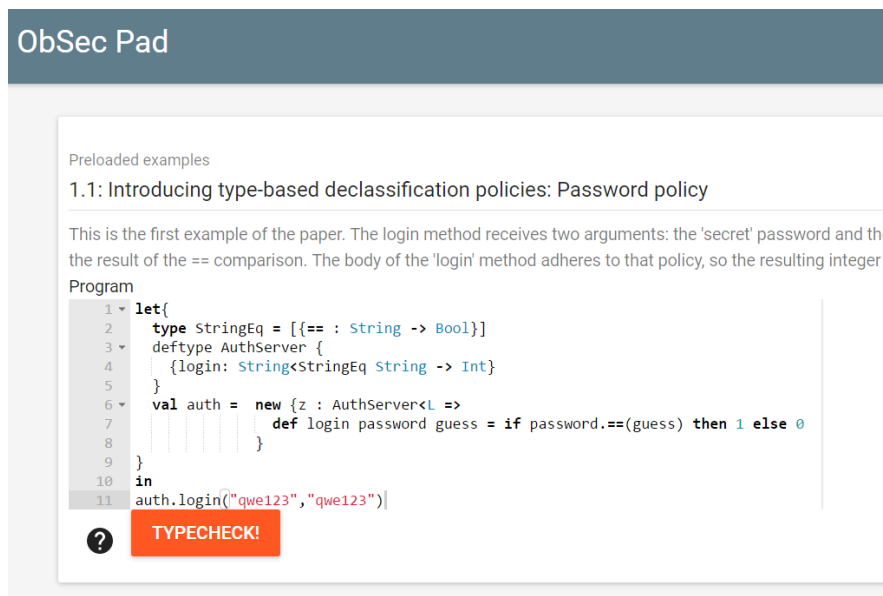 ObSec Pad
Preloaded examples
1.1: Introducing type-based declassification policies: Password policy
This is the first example of the paper. The login method receives two arguments: the 'secret' password and th
the result of the == comparison. The body of the 'login' method adheres to that policy, so the resulting integer
Program
1 let{
2 type StringEq = [{== : String -> Bool}]
3 deftype AuthServer {
4 {login: String<StringEq String -> Int}
5 }
6 val auth = new {z : AuthServer<L =>
7 def login password guess = if password.==(guess) then 1 else 0
8 }
9 }
10 in
11 auth.login("qwe123","qwe123")
? TYPECHECK!